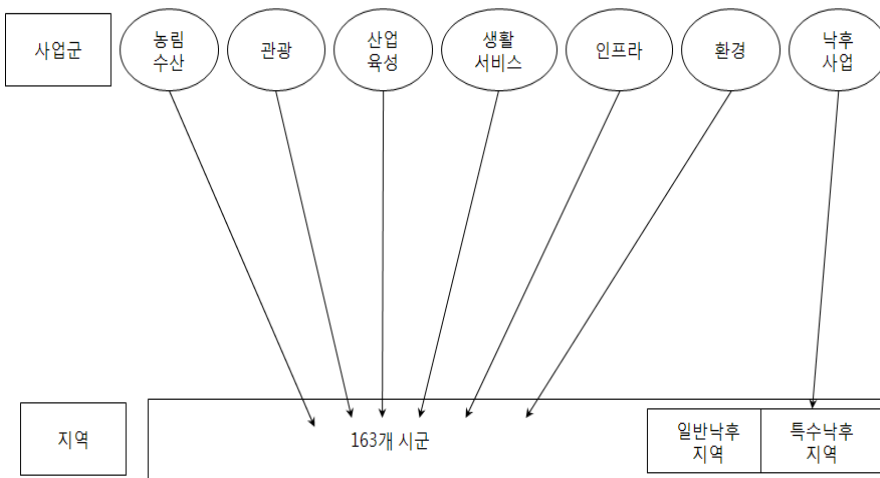 사업군
농림
수산
관광
산업
육성
생활
서비스
인프라
환경
낙후
사업
지역
163개 시군
일반낙후
지역
특수낙후
지역